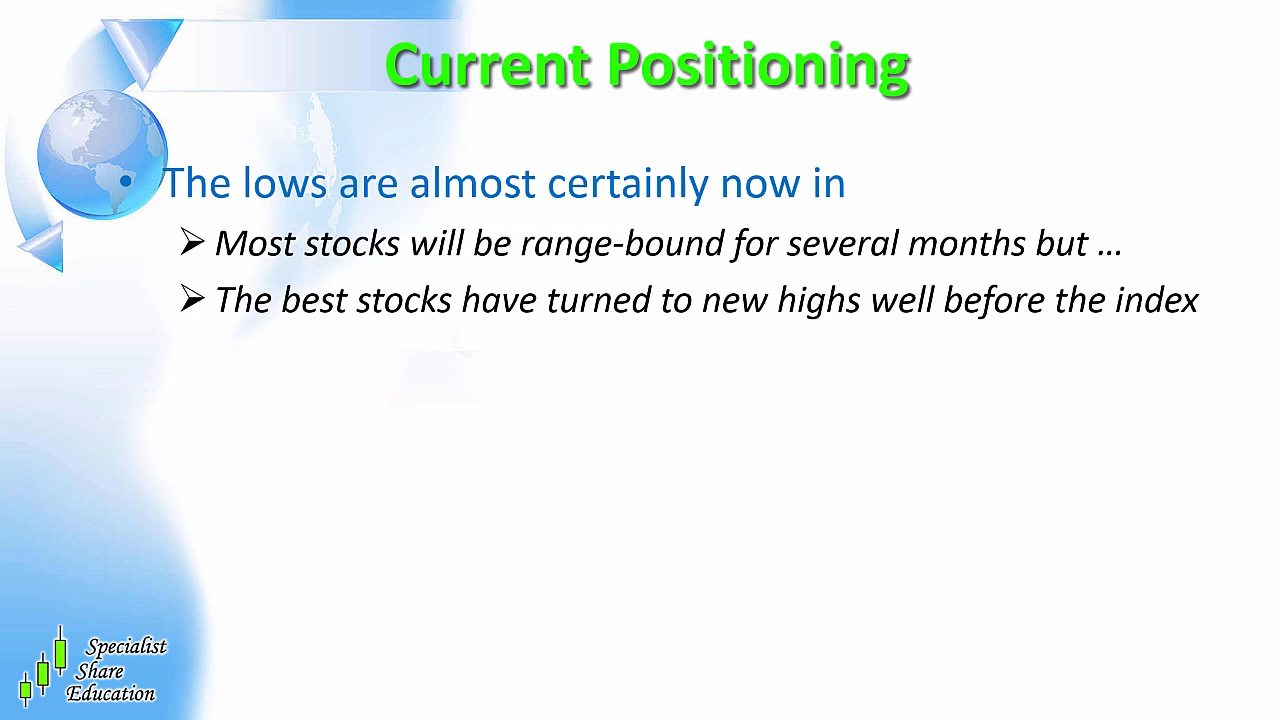 Current Positioning
• The lows are almost certainly now in
➢ Most stocks will be range-bound for several months but …
➢ The best stocks have turned to new highs well before the index
Specialist
Share
Education